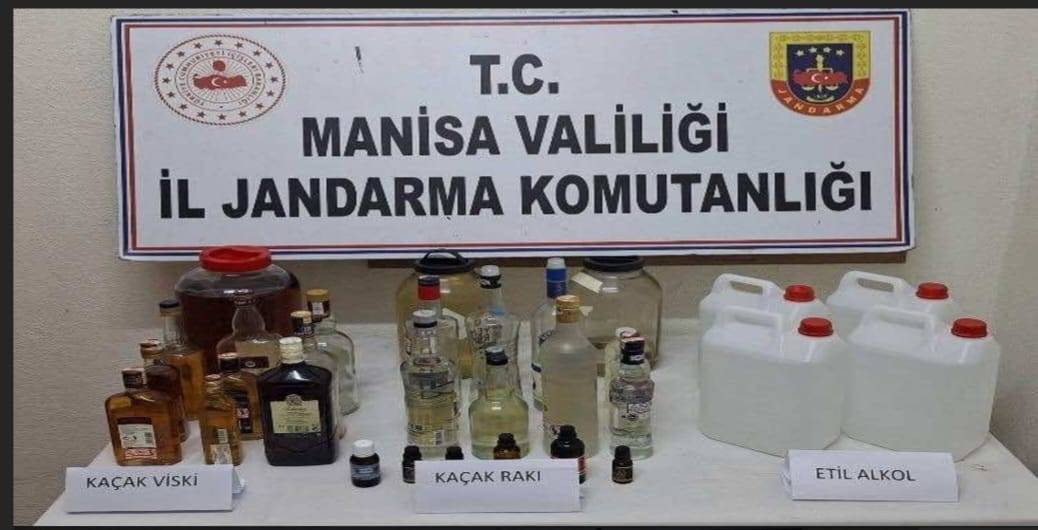 T.C.
MANİSA VALİLİĞİ
İL JANDARMA KOMUTANLIĞI
JANDARMA
KAÇAK VİSKİ
KAÇAK RAKI
ETİL ALKOL